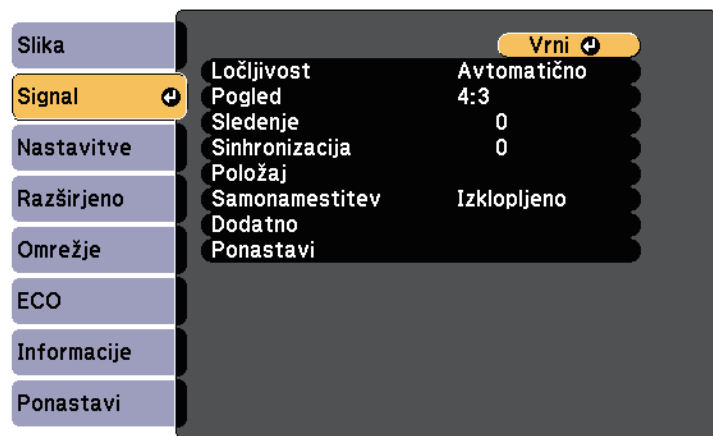 Slika
Signal
Nastavitve
Razširjeno
Omrežje
ECO
Informacije
Ponastavi
Vrni
Ločljivost Avtomatično
Pogled 4:3
Sledenje 0
Sinhronizacija 0
Položaj
Samonamestitev Izklopljeno
Dodatno
Ponastavi